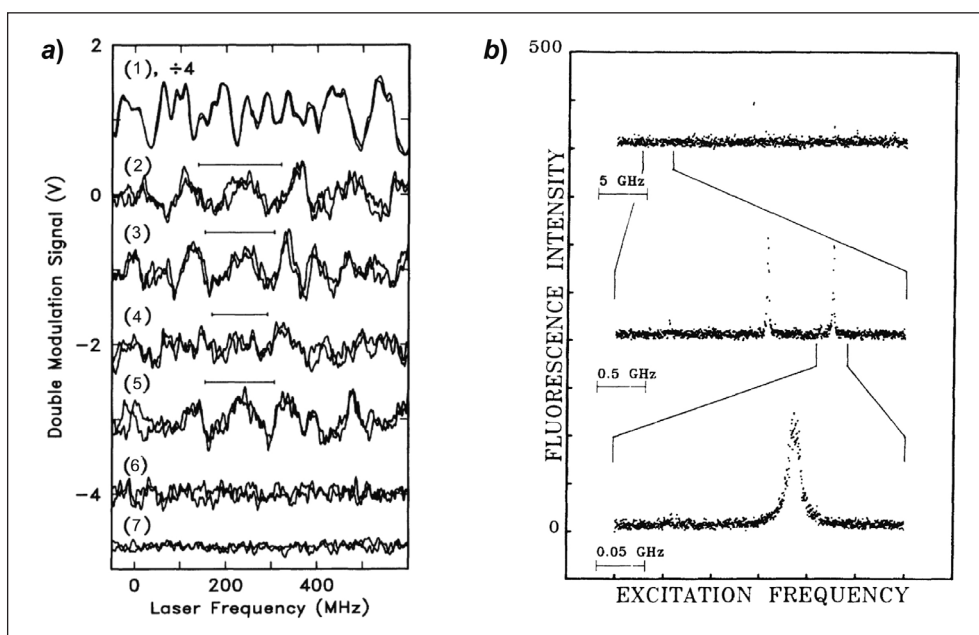 a)
Double Modulation Signal (V)
2
0
−2
−4
(1), ÷4
(2)
(3)
(4)
(5)
(6)
(7)
0 200 400
Laser Frequency (MHz)
b)
FLUORESCENCE INTENSITY
500
0
5 GHz
0.5 GHz
0.05 GHz
EXCITATION FREQUENCY